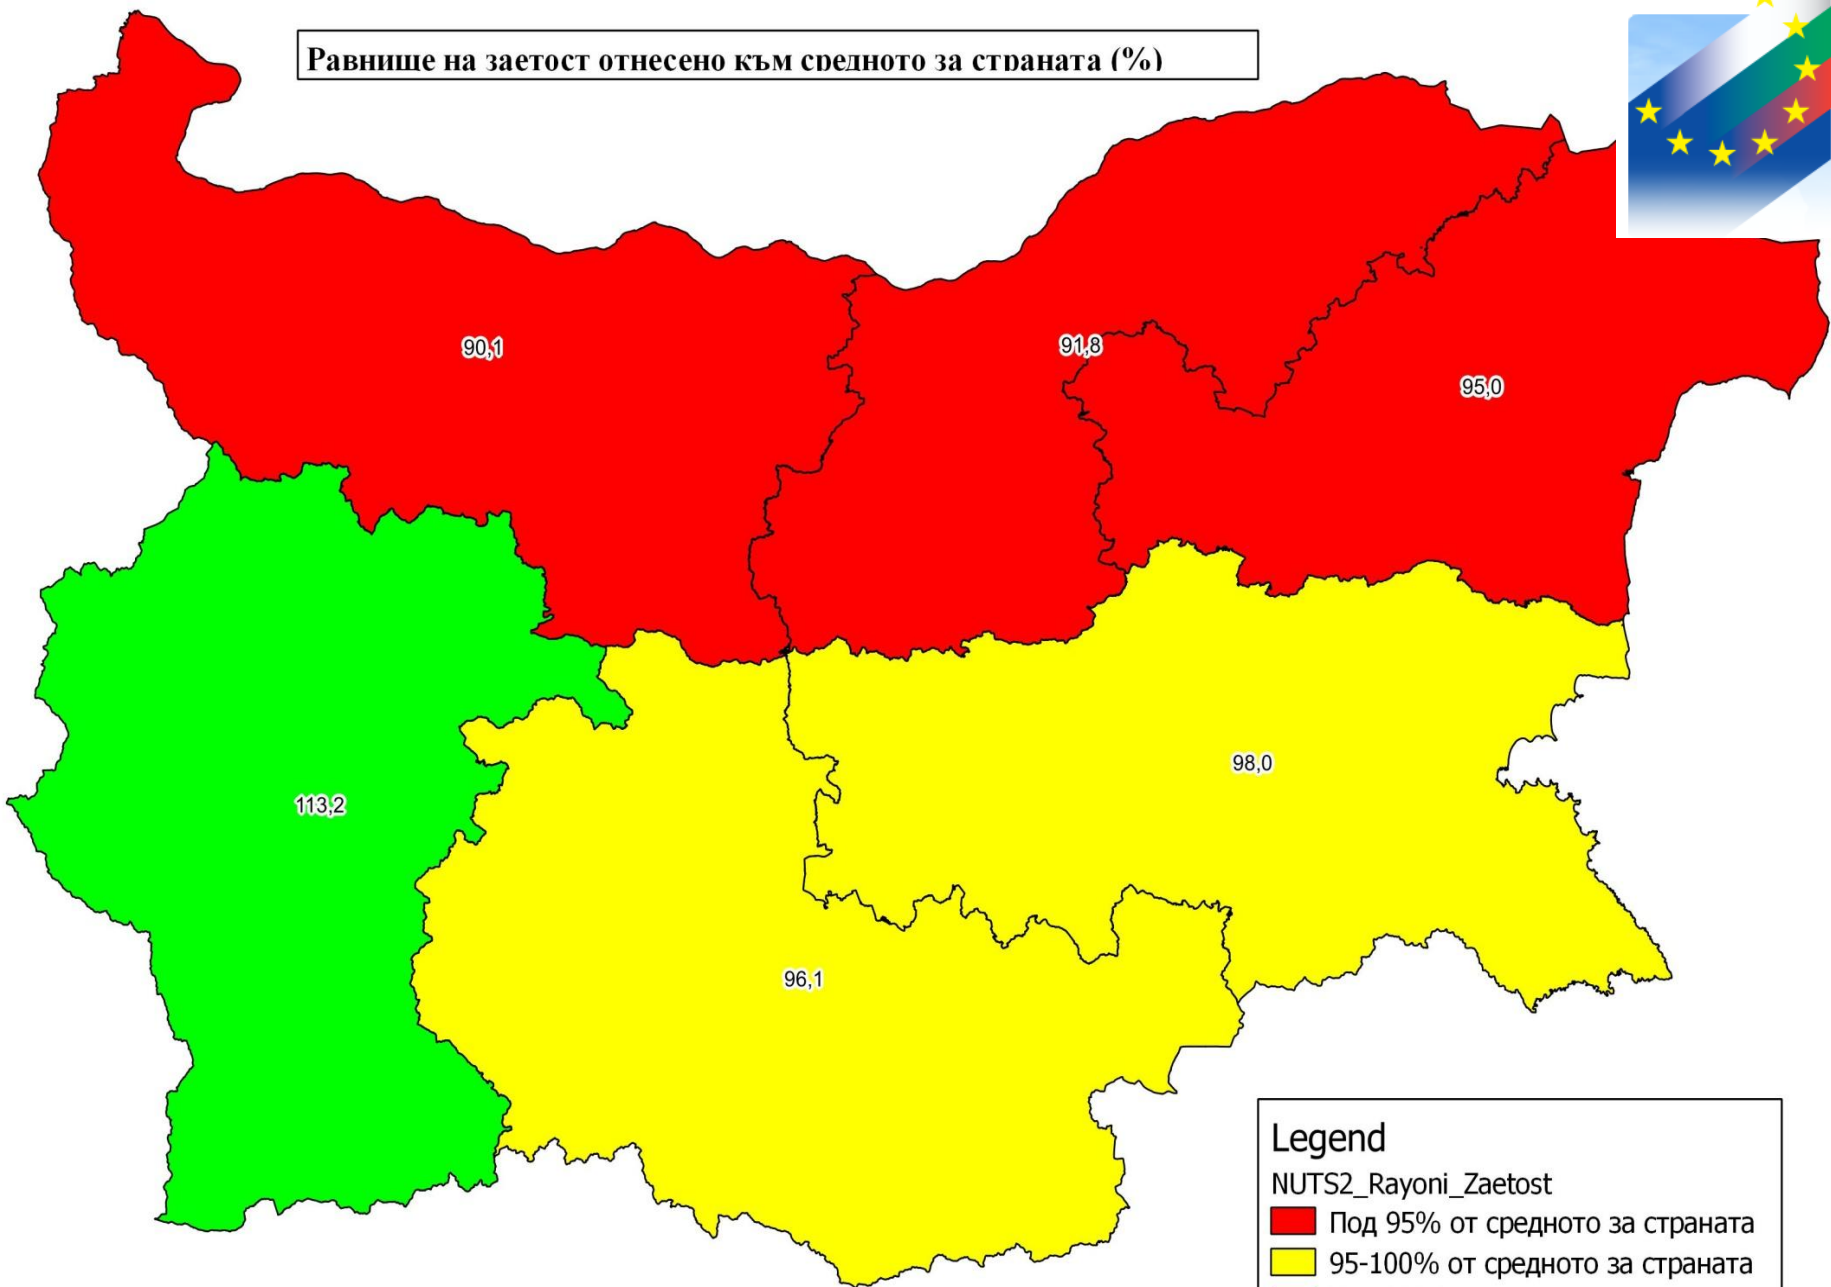 Равнище на заетост отнесено към средното за страната (%)
90,1
91,8
95,0
98,0
113,2
96,1
Legend
NUTS2_Rayoni_Zaetost
Под 95% от средното за страната
95-100% от средното за страната